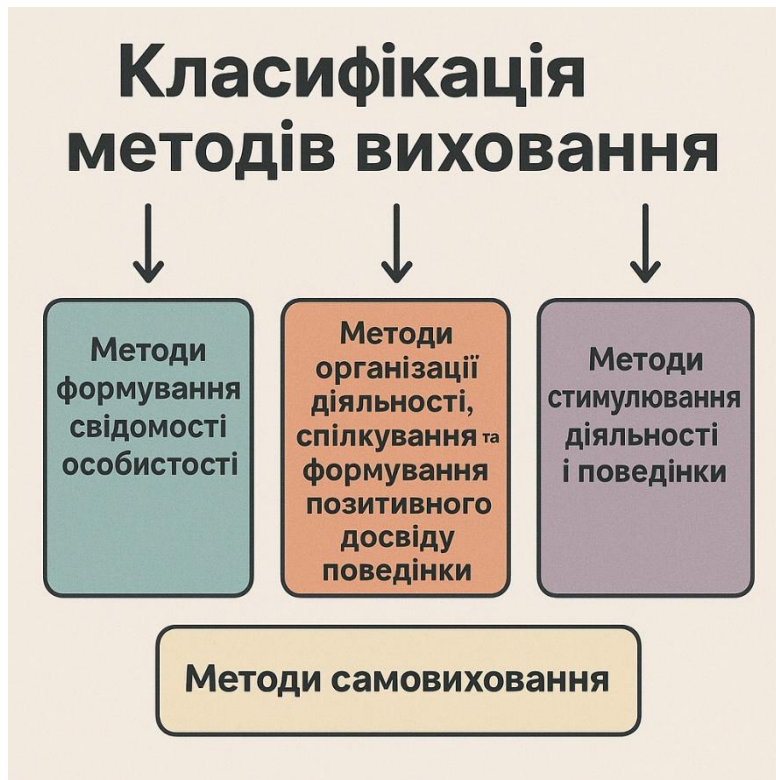 Класифікація
методів виховання
Методи
формування
свідомості
особистості
Методи
організації
діяльності,
спілкування та
формування
позитивного
досвіду
поведінки
Методи
стимулювання
діяльності
і поведінки
Методи самовиховання